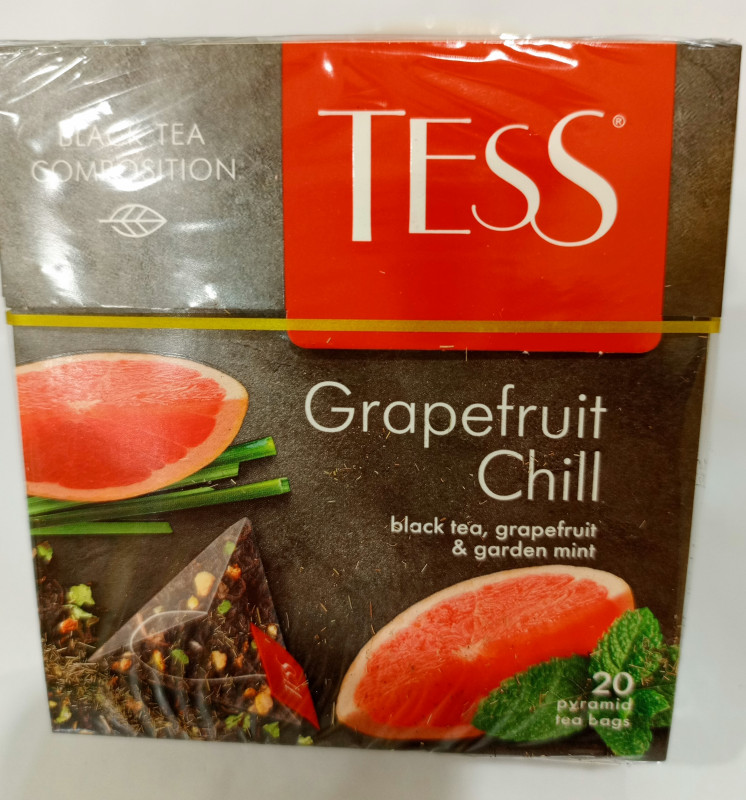 BLACK TEA
COMPOSITION
TESS®
Grapefruit
Chill
black tea, grapefruit
& garden mint
20
pyramid
tea bags